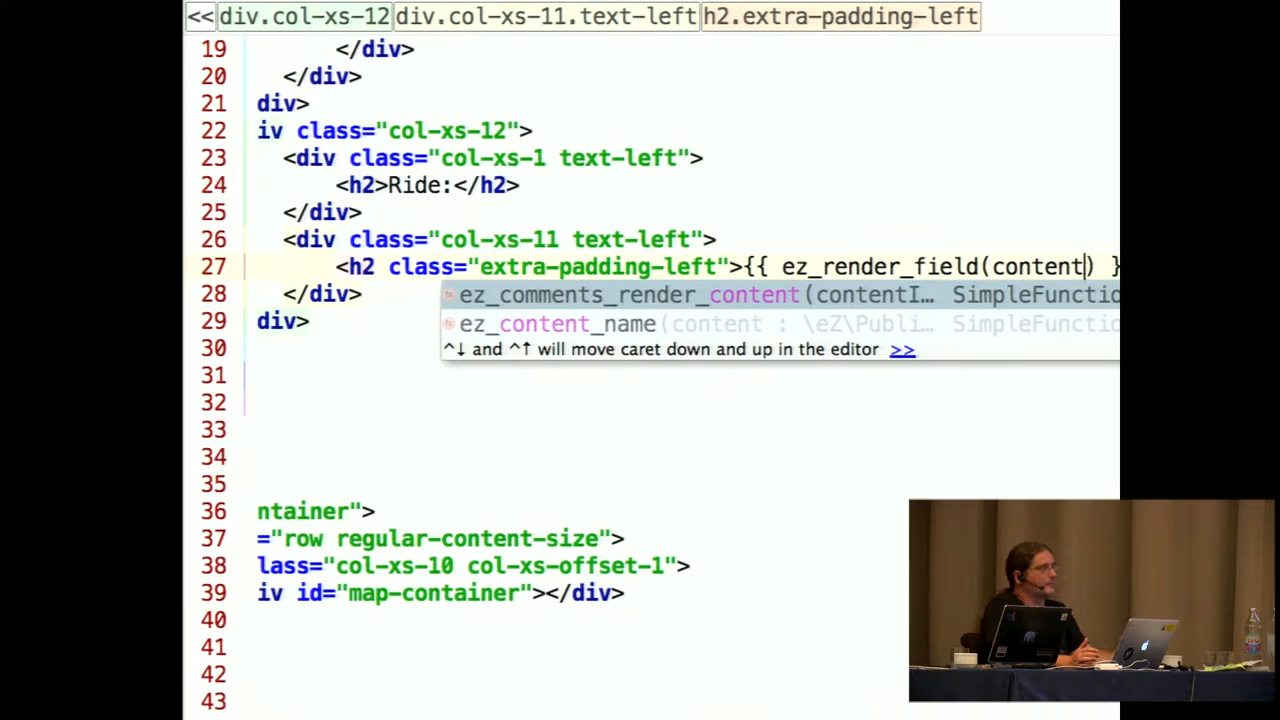 << div.col-xs-12 div.col-xs-11.text-left h2.extra-padding-left
19 </div>
20 </div>
21 div>
22 iv class="col-xs-12">
23 <div class="col-xs-1 text-left">
24 <h2>Ride:</h2>
25 </div>
26 <div class="col-xs-11 text-left">
27 <h2 class="extra-padding-left">{{ ez_render_field(content) }
ez_comments_render_content(contentI… SimpleFunctio
28 </div>
ez_content_name(content : \eZ\Publi… SimpleFunctio
29 div>
^↓ and ^↑ will move caret down and up in the editor >>
30
31
32
33
34
35
36 ntainer">
37 ="row regular-content-size">
38 lass="col-xs-10 col-xs-offset-1">
39 iv id="map-container"></div>
40
41
42
43